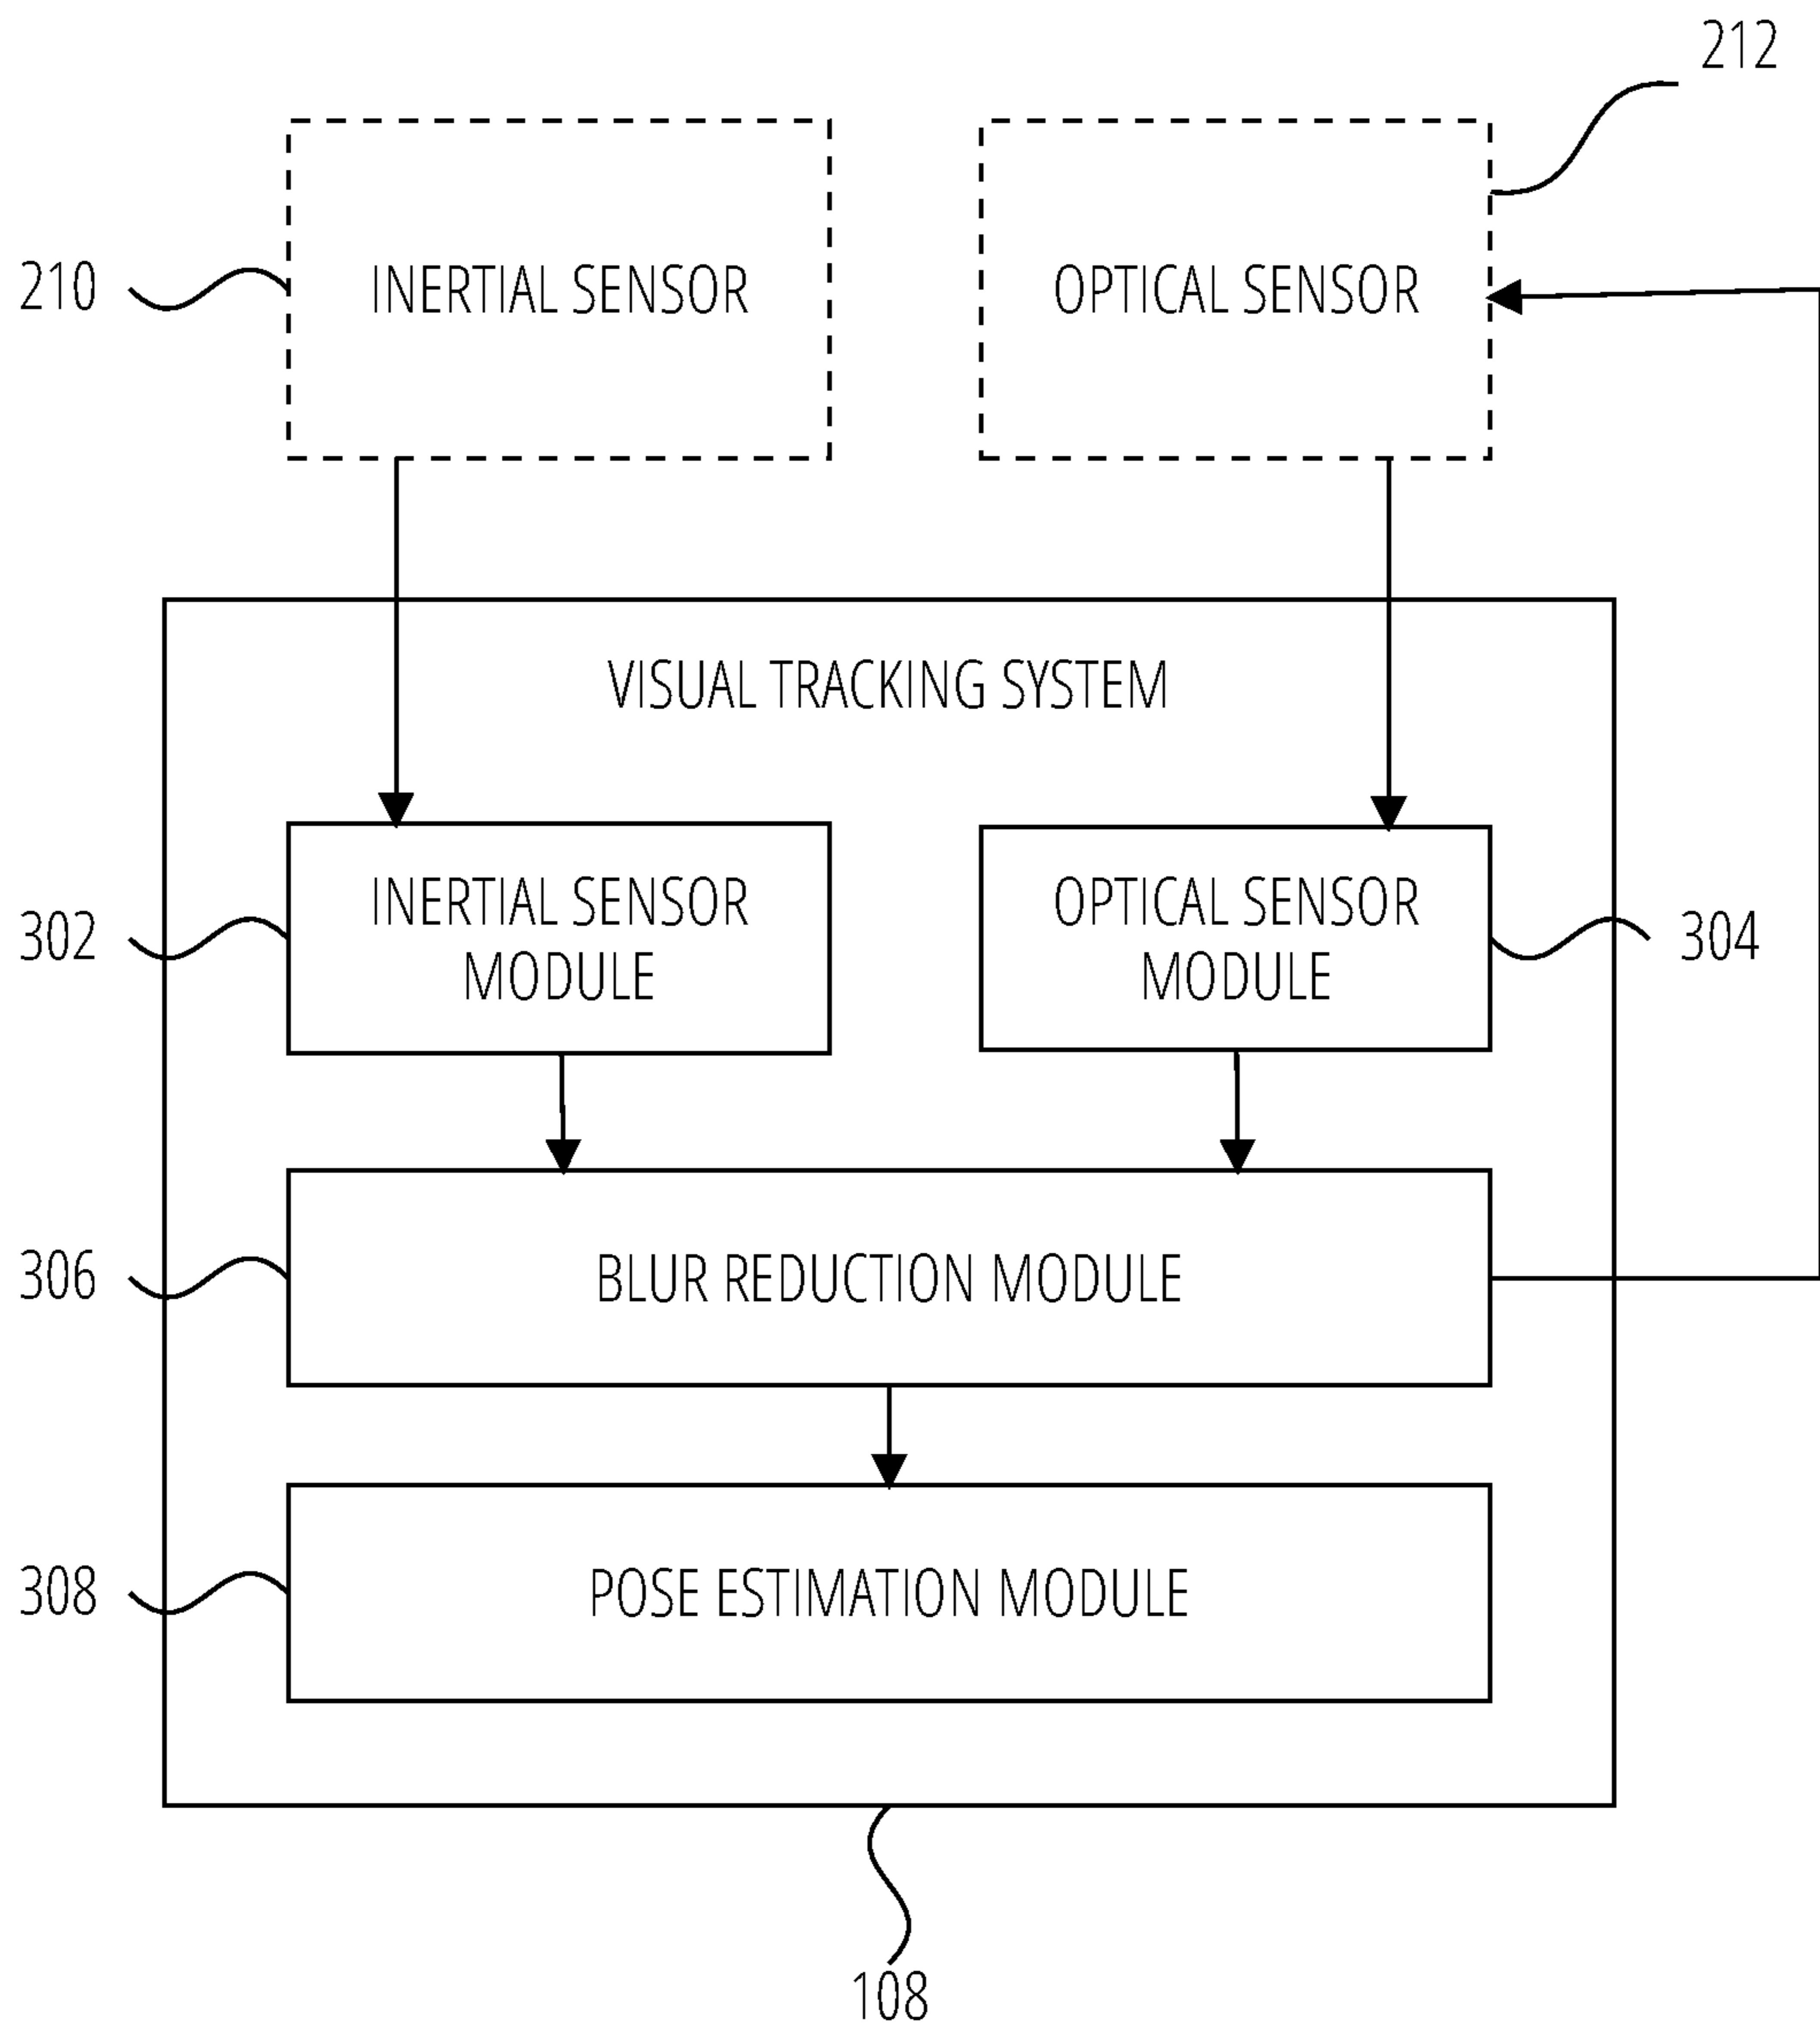 212
210
INERTIAL SENSOR
OPTICAL SENSOR
VISUAL TRACKING SYSTEM
302
INERTIAL SENSOR
MODULE
OPTICAL SENSOR
MODULE
304
306
BLUR REDUCTION MODULE
308
POSE ESTIMATION MODULE
108